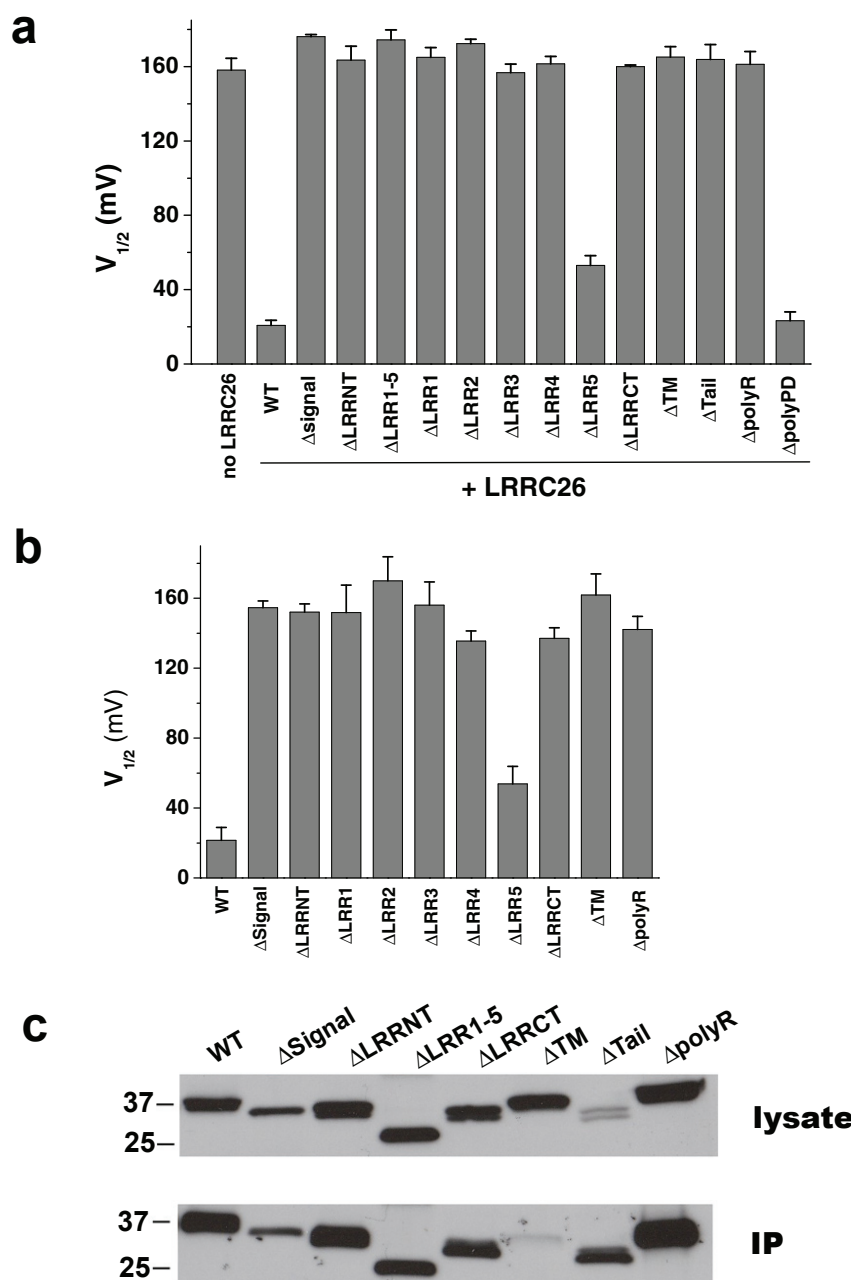 a
V1/2 (mV)
160
120
80
40
0
no LRRC26
WT
Δsignal
ΔLRRNT
ΔLRR1-5
ΔLRR1
ΔLRR2
ΔLRR3
ΔLRR4
ΔLRR5
ΔLRRCT
ΔTM
ΔTail
ΔpolyR
ΔpolyPD
+ LRRC26
b
V1/2 (mV)
160
120
80
40
0
WT
ΔSignal
ΔLRRNT
ΔLRR1
ΔLRR2
ΔLRR3
ΔLRR4
ΔLRR5
ΔLRRCT
ΔTM
ΔpolyR
c
WT
ΔSignal
ΔLRRNT
ΔLRR1-5
ΔLRRCT
ΔTM
ΔTail
ΔpolyR
37
25
lysate
37
25
IP